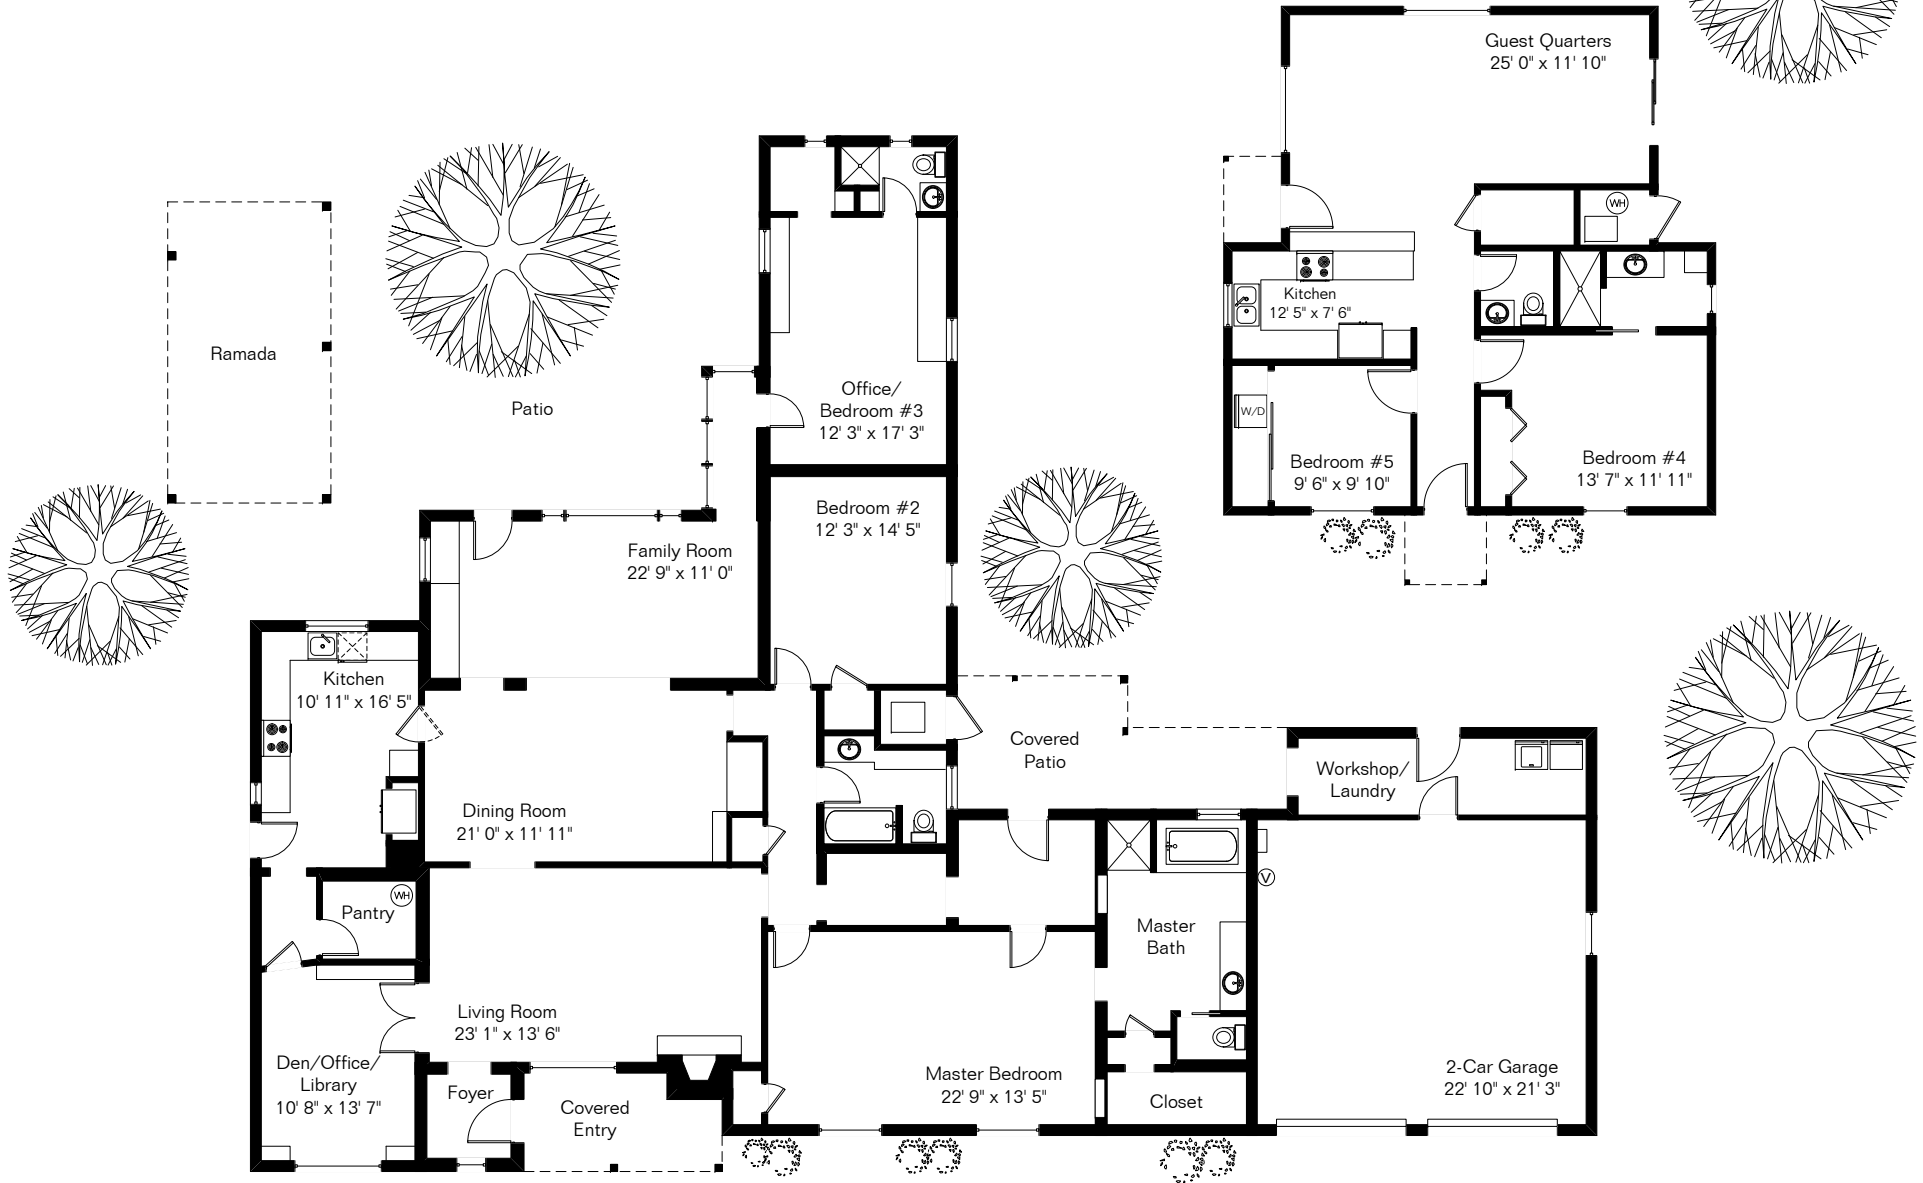 Guest Quarters
25' 0" x 11' 10"
WH
Kitchen
12' 5" x 7' 6"
W/D
Bedroom #5
9' 6" x 9' 10"
Bedroom #4
13' 7" x 11' 11"
Ramada
Patio
Office/
Bedroom #3
12' 3" x 17' 3"
Bedroom #2
12' 3" x 14' 5"
Family Room
22' 9" x 11' 0"
Kitchen
10' 11" x 16' 5"
Covered
Patio
Workshop/
Laundry
Dining Room
21' 0" x 11' 11"
V
WH
Pantry
Master
Bath
Living Room
23' 1" x 13' 6"
Den/Office/
Library
10' 8" x 13' 7"
Foyer
Covered
Entry
Master Bedroom
22' 9" x 13' 5"
Closet
2-Car Garage
22' 10" x 21' 3"